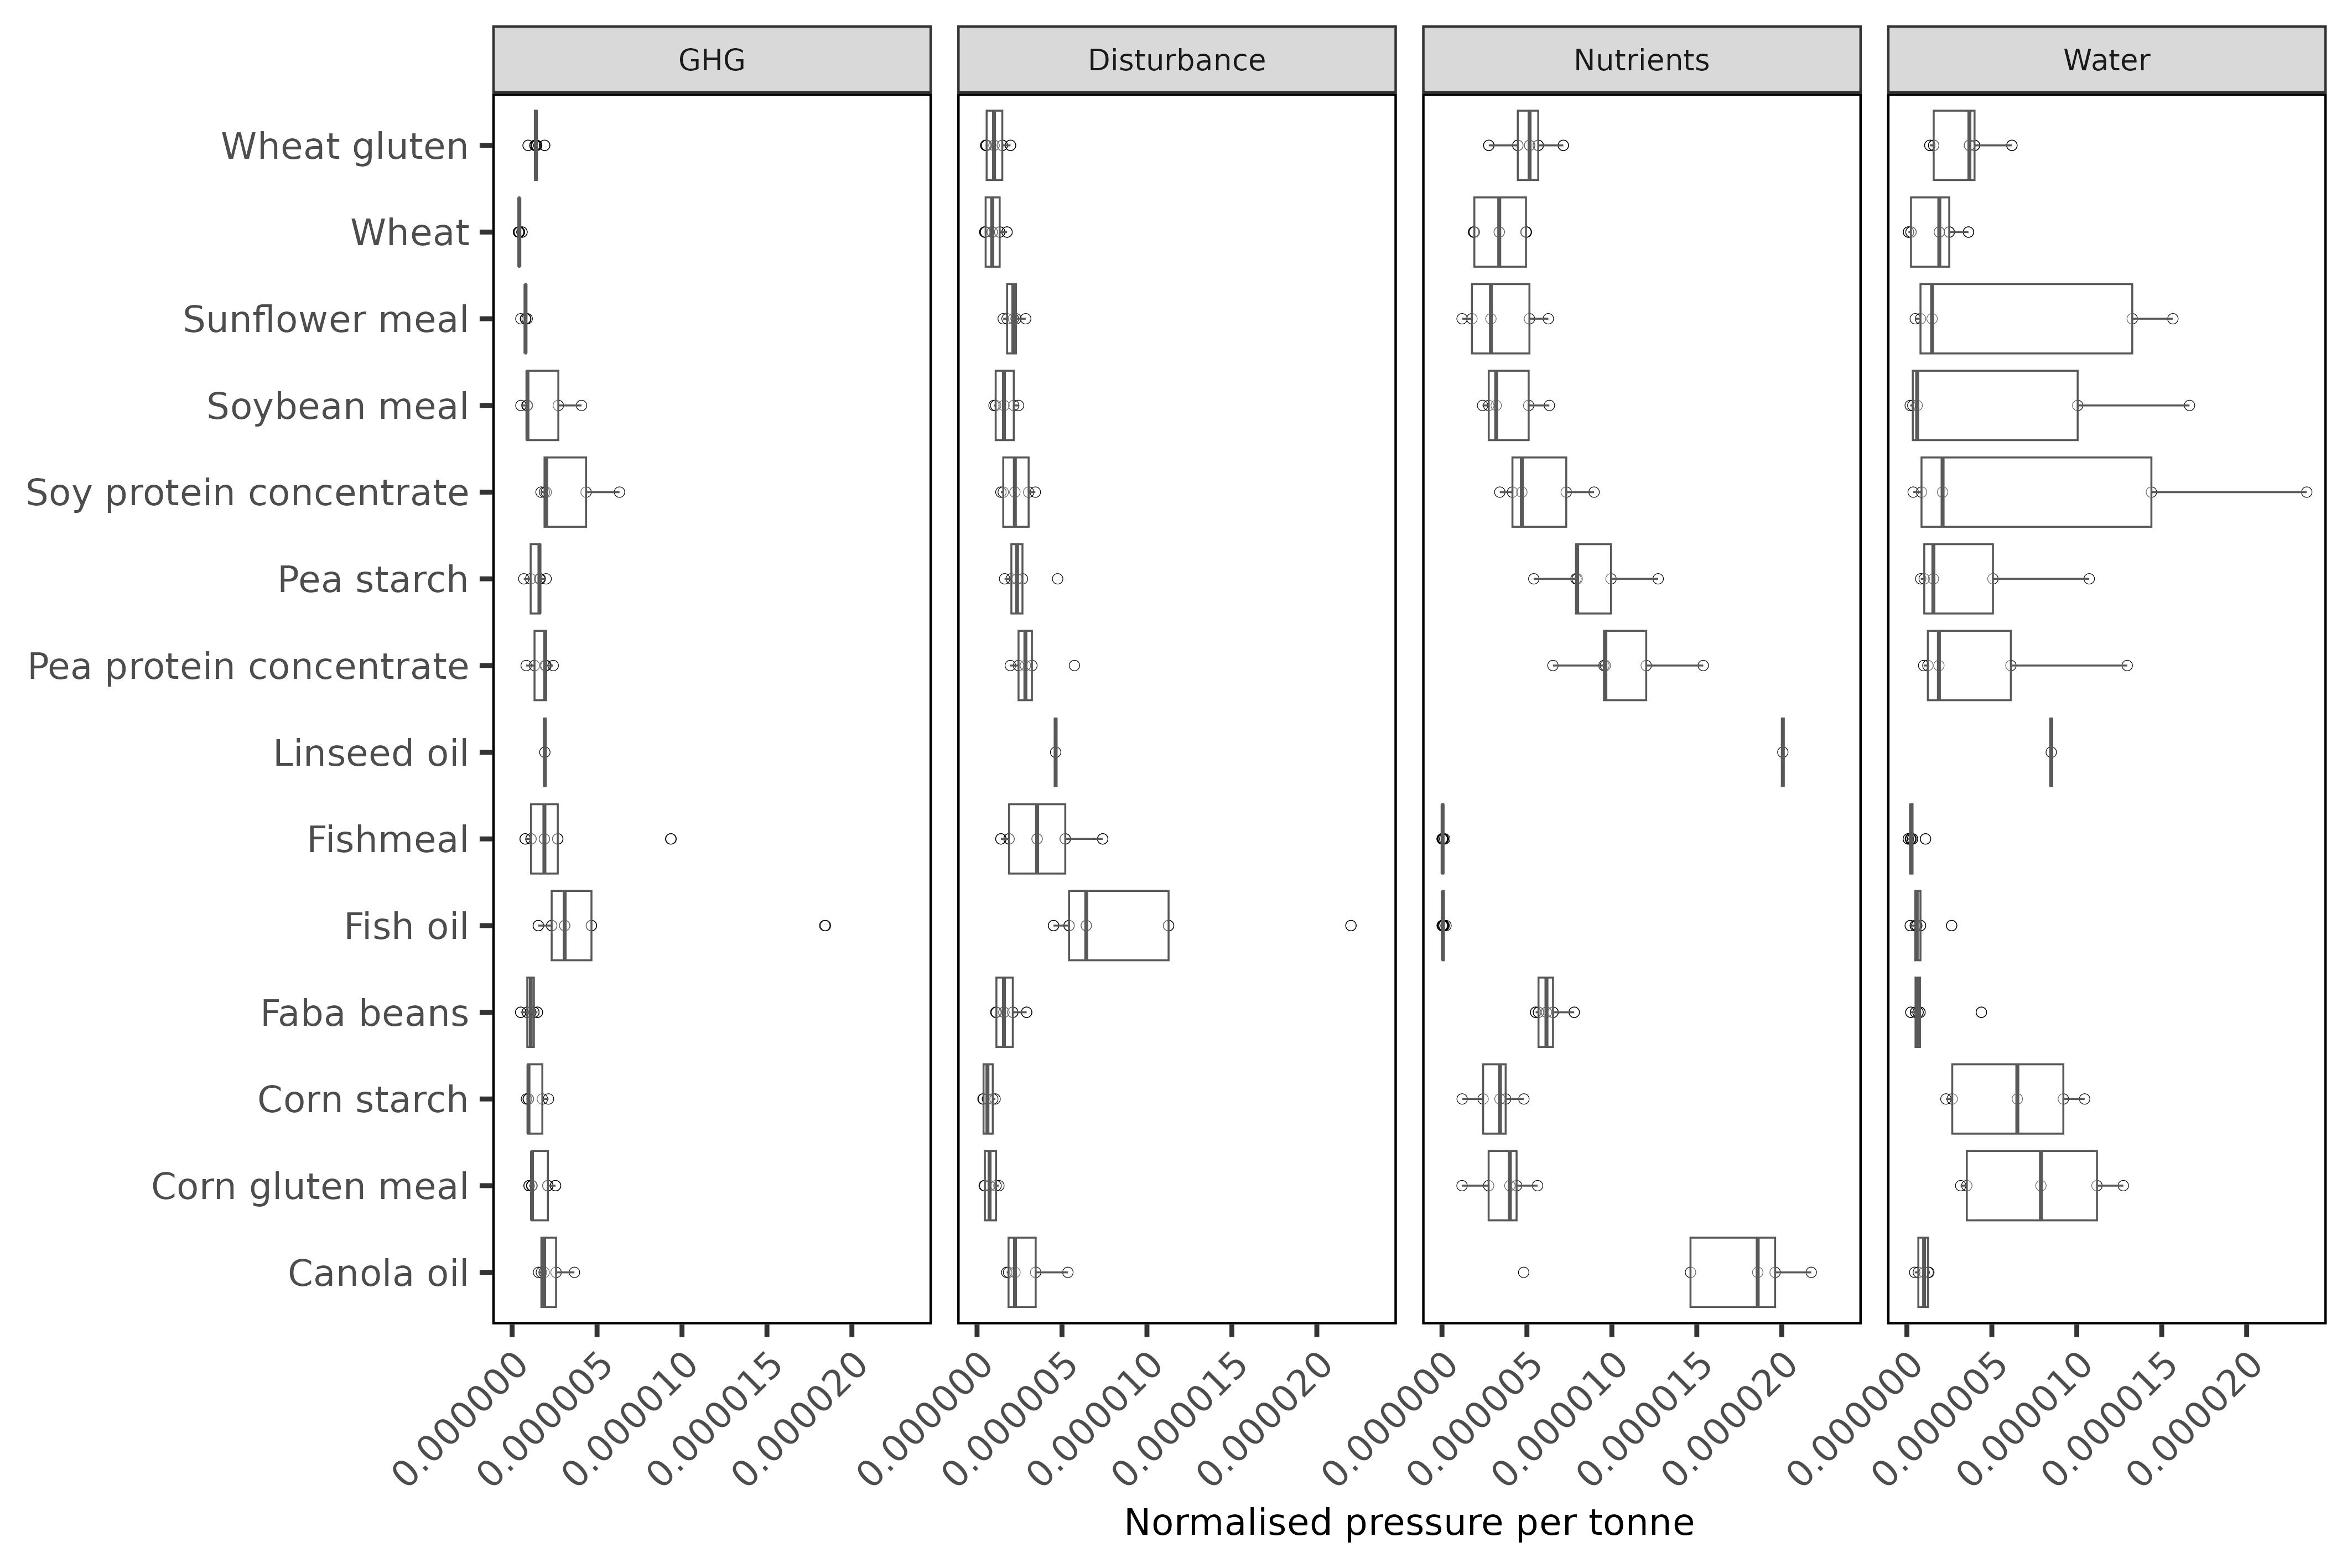 GHG Disturbance Nutrients Water
Wheat gluten
Wheat
Sunflower meal
Soybean meal
Soy protein concentrate
Pea starch
Pea protein concentrate
Linseed oil
Fishmeal
Fish oil
Faba beans
Corn starch
Corn gluten meal
Canola oil
0.000000 0.000005 0.000010 0.000015 0.000020 0.000000 0.000005 0.000010 0.000015 0.000020 0.000000 0.000005 0.000010 0.000015 0.000020 0.000000 0.000005 0.000010 0.000015 0.000020
Normalised pressure per tonne